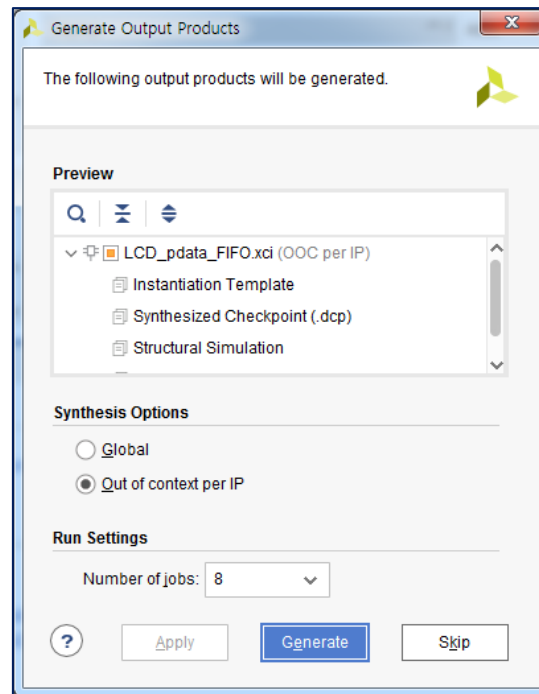 Generate Output Products
The following output products will be generated.
Preview
LCD_pdata_FIFO.xci (OOC per IP)
Instantiation Template
Synthesized Checkpoint (.dcp)
Structural Simulation
Synthesis Options
Global
Out of context per IP
Run Settings
Number of jobs: 8
? Apply Generate Skip